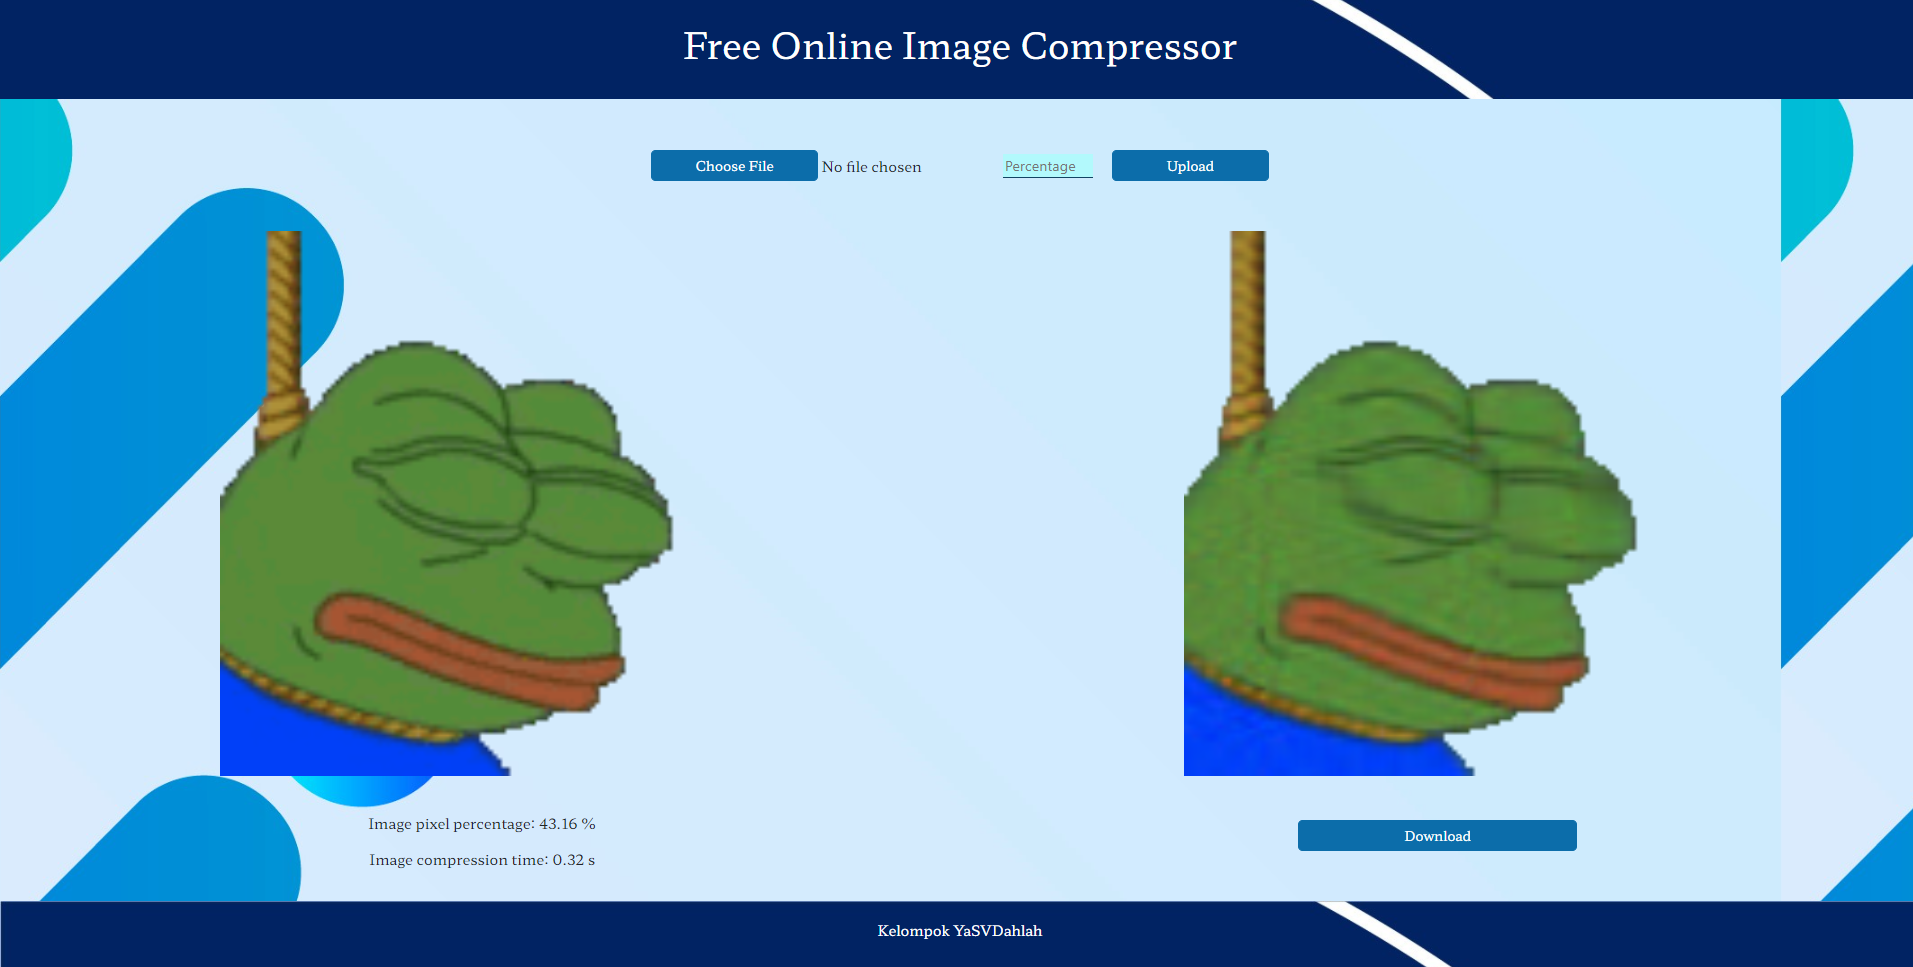 Free Online Image Compressor
Choose File No file chosen Percentage Upload
Image pixel percentage: 43.16 %
Image compression time: 0.32 s
Download
Kelompok YaSVDahlah